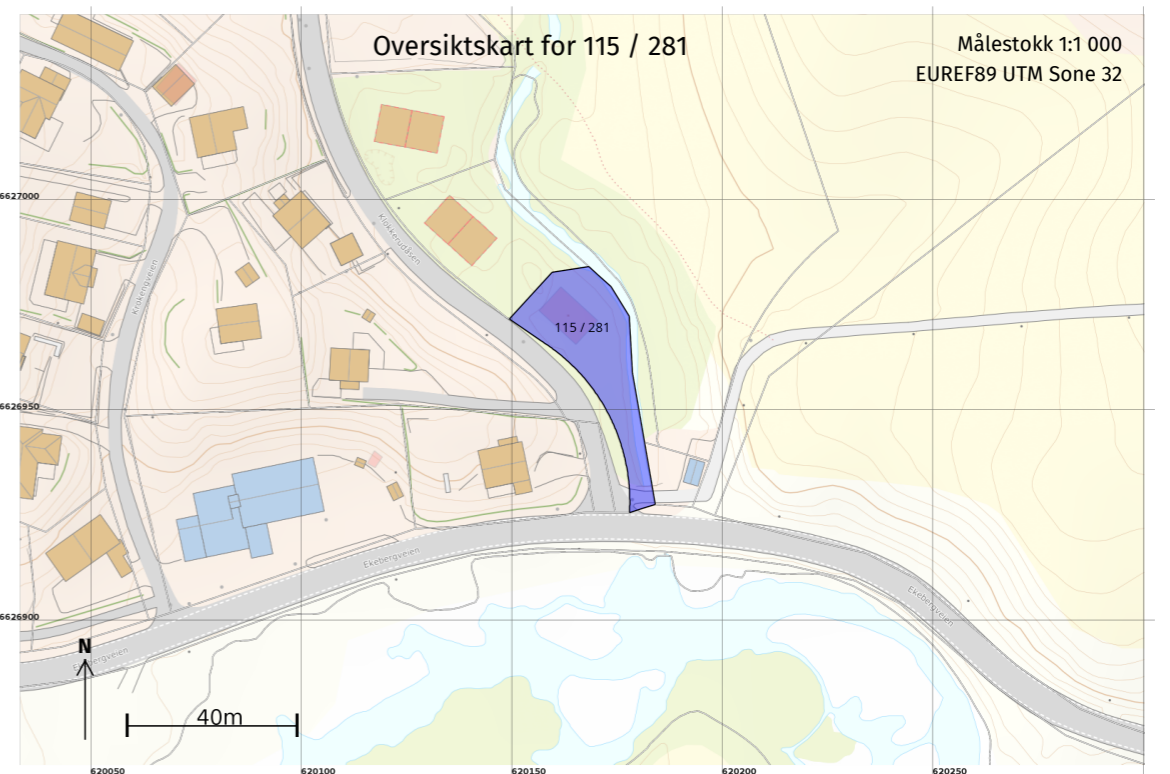 Oversiktskart for 115 / 281
Målestokk 1:1 000
EUREF89 UTM Sone 32
6627000
Klokkerudåsen
Krokengveien
115 / 281
6626950
Ekebergveien
Ekebergveien
6626900
N
Ekebergveien
40m
620050
620100
620150
620200
620250